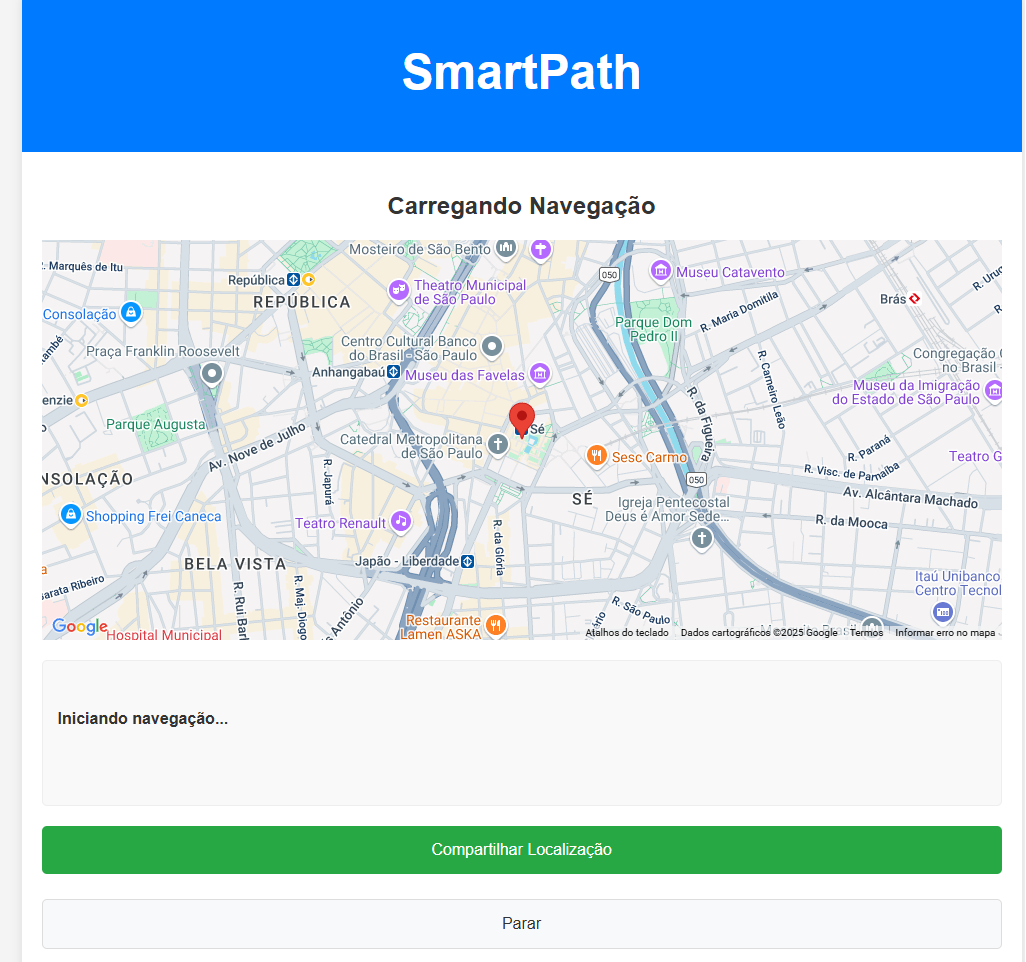 SmartPath
Carregando Navegação
Mosteiro de São Bento
R. Marquês de Itu
República
REPÚBLICA
Theatro Municipal
de São Paulo
050
Museu Catavento
R. Maria Domitila
Brás
Consolação
Praça Franklin Roosevelt
Centro Cultural Banco
do Brasil - São Paulo
Anhangabaú
Museu das Favelas
Parque Dom
Pedro II
R. Carneiro Leão
Congregação
no Brasil
Museu da Imigração
do Estado de São Paulo
enzie
Parque Augusta
Av. Nove de Julho
Catedral Metropolitana
de São Paulo
Sé
Sesc Carmo
R. da Figueira
R. Paraná
R. Visc. de Parnaíba
Teatro G
NSOLAÇÃO
R. Japurá
050
Av. Alcântara Machado
SÉ
Shopping Frei Caneca
Teatro Renault
R. da Glória
Igreja Pentecostal
Deus é Amor Sede...
R. da Mooca
BELA VISTA
Japão - Liberdade
Itaú Unibanco
Centro Tecnol
arata Ribeiro
R. Rui Barl
R. Maj. Diogo
s Antônio
R. São Paulo
Restaurante
Lamen ASKA
Google
Hospital Municipal
Atalhos do teclado
Dados cartográficos ©2025 Google
Termos
Informar erro no mapa
Iniciando navegação...
Compartilhar Localização
Parar